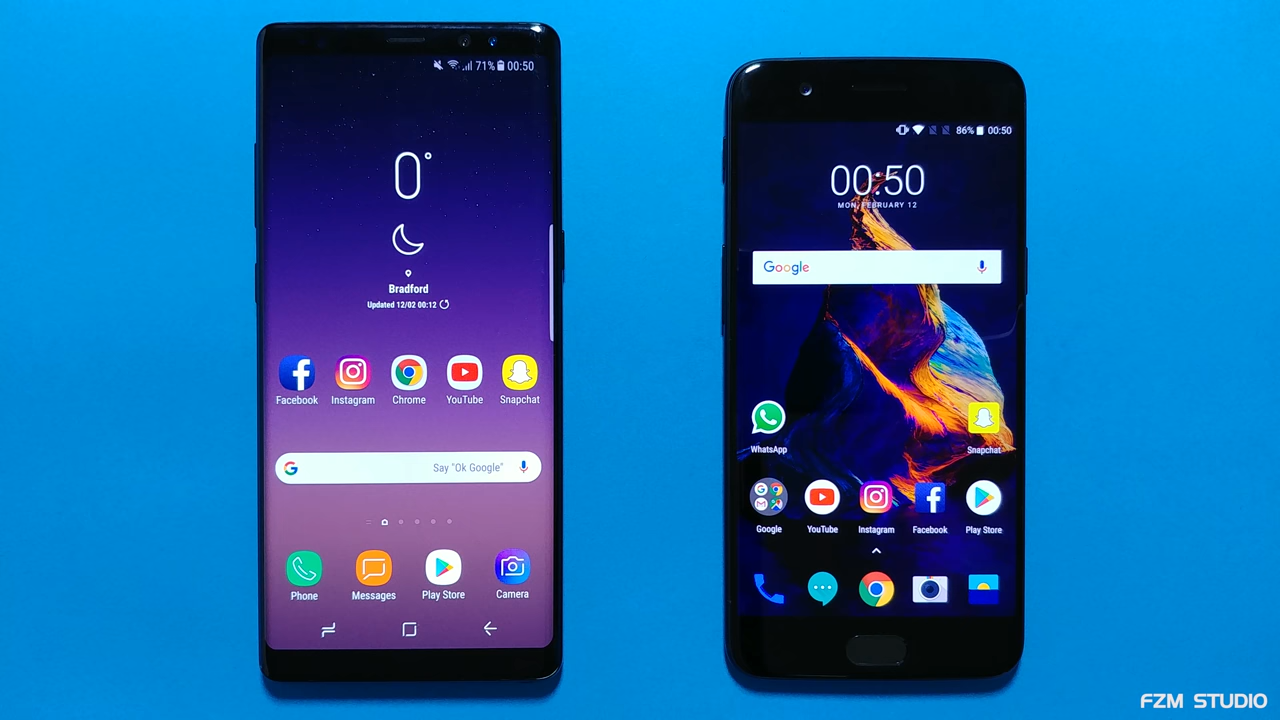 71% 00:50
0°
Bradford
Updated 12/02 00:12
Facebook Instagram Chrome YouTube Snapchat
G Say "Ok Google"
Phone Messages Play Store Camera
86% 00:50
00:50
MON, FEBRUARY 12
Google
WhatsApp Snapchat
Google YouTube Instagram Facebook Play Store
FZM STUDIO